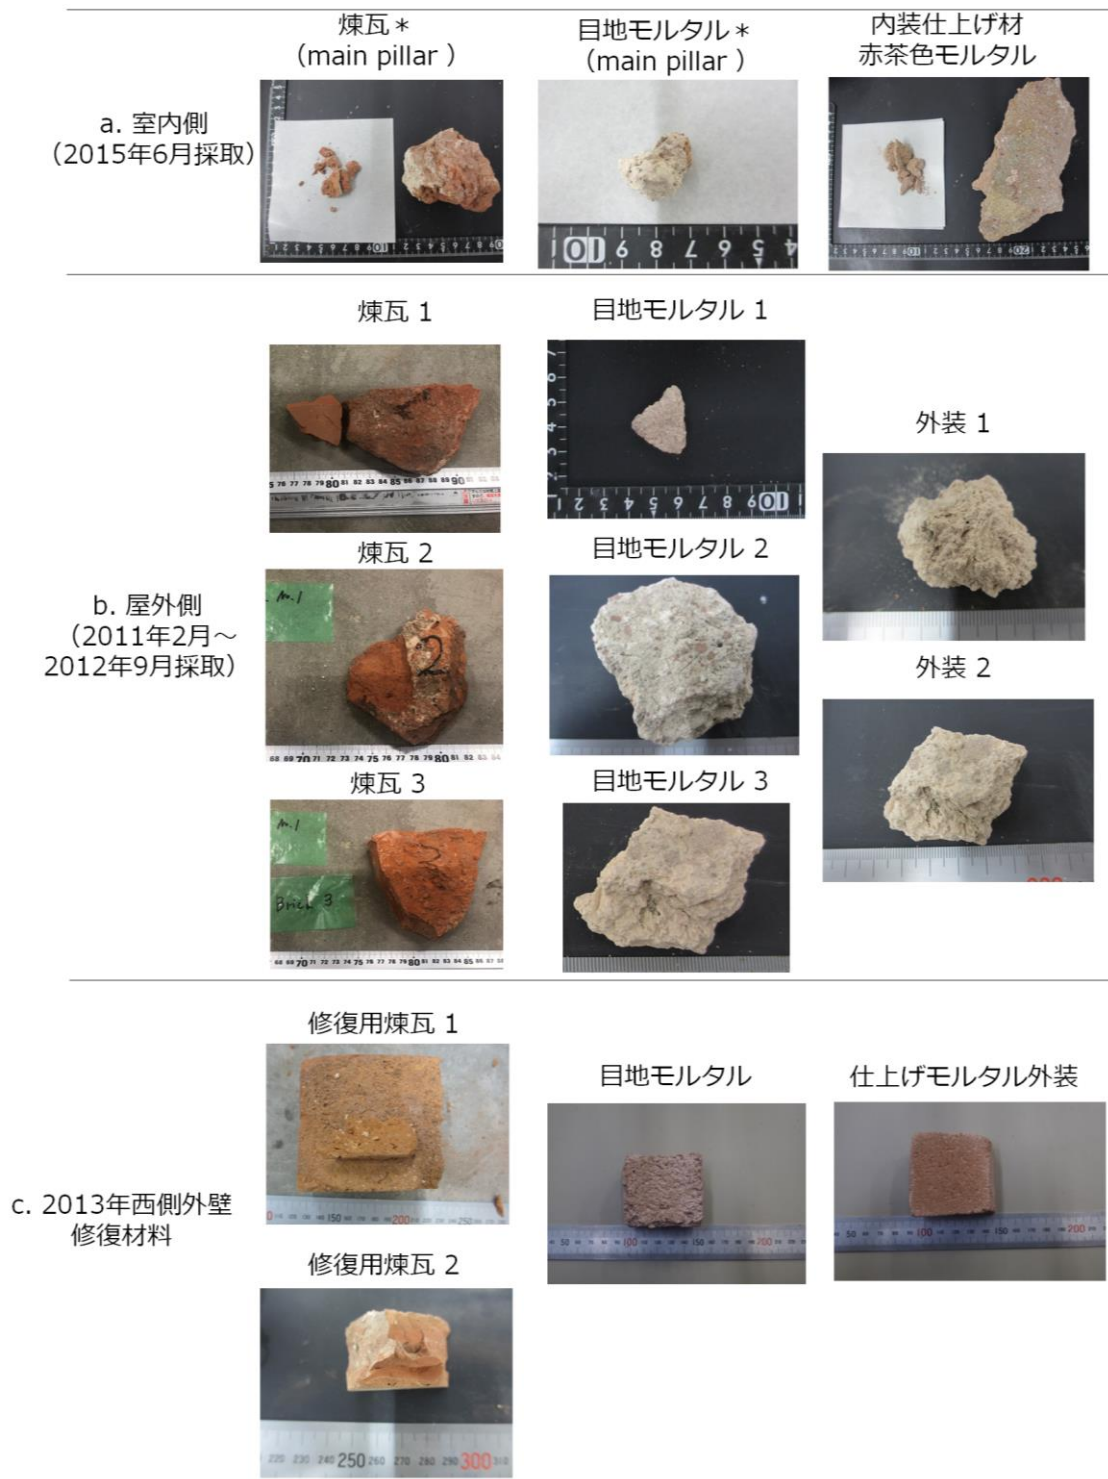 煉瓦＊
（main pillar ）
目地モルタル＊
（main pillar ）
内装仕上げ材
赤茶色モルタル
a. 室内側
（2015年6月採取）
煉瓦 1
目地モルタル 1
外装 1
煉瓦 2
目地モルタル 2
b. 屋外側
（2011年2月～
2012年9月採取）
M.1
2
外装 2
煉瓦 3
目地モルタル 3
M.1
3
Brick 3
修復用煉瓦 1
目地モルタル
仕上げモルタル外装
c. 2013年西側外壁
修復材料
修復用煉瓦 2